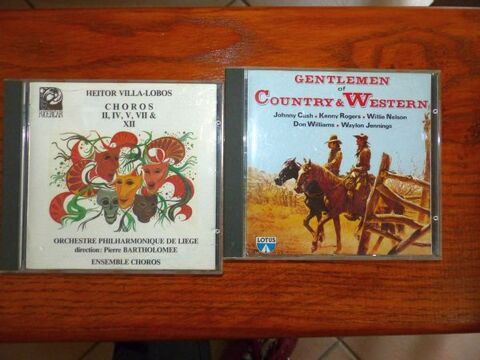 RICERCAR
HEITOR VILLA-LOBOS
CHOROS
II, IV, V, VII &
XII
ORCHESTRE PHILHARMONIQUE DE LIEGE
direction: Pierre BARTHOLOMEE
ENSEMBLE CHOROS
GENTLEMEN
of
COUNTRY & WESTERN
Johnny Cash • Kenny Rogers • Willie Nelson
Don Williams • Waylon Jennings
LOTUS